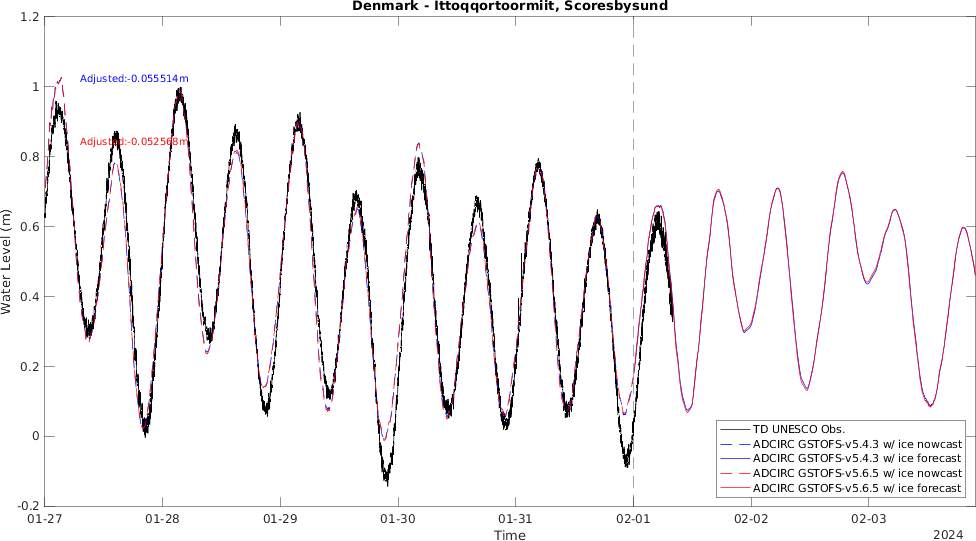 Denmark - Ittoqqortoormiit, Scoresbysund
1.2
1
0.8
0.6
0.4
0.2
0
-0.2
Water Level (m)
Adjusted:-0.055514m
Adjusted:-0.052568m
TD UNESCO Obs.
ADCIRC GSTOFS-v5.4.3 w/ ice nowcast
ADCIRC GSTOFS-v5.4.3 w/ ice forecast
ADCIRC GSTOFS-v5.6.5 w/ ice nowcast
ADCIRC GSTOFS-v5.6.5 w/ ice forecast
01-27 01-28 01-29 01-30 01-31 02-01 02-02 02-03
Time
2024